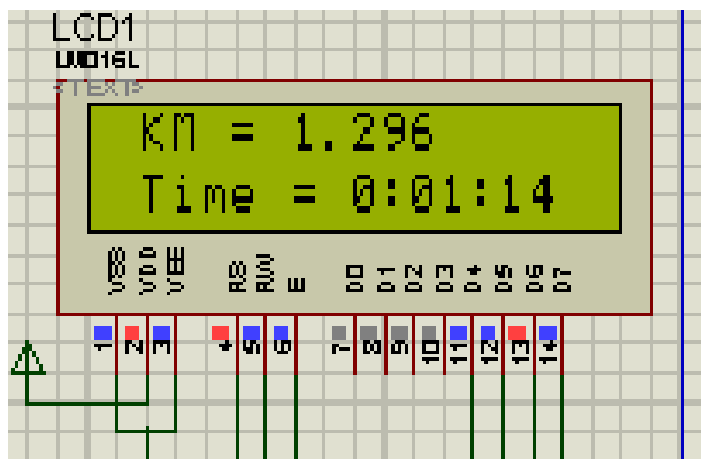 LCD1
LM016L
<TEXT>
KM = 1.296
Time = 0:01:14
VSS VDD VEE RS RW E D0 D1 D2 D3 D4 D5 D6 D7
1 2 3 4 5 6 7 8 9 10 11 12 13 14